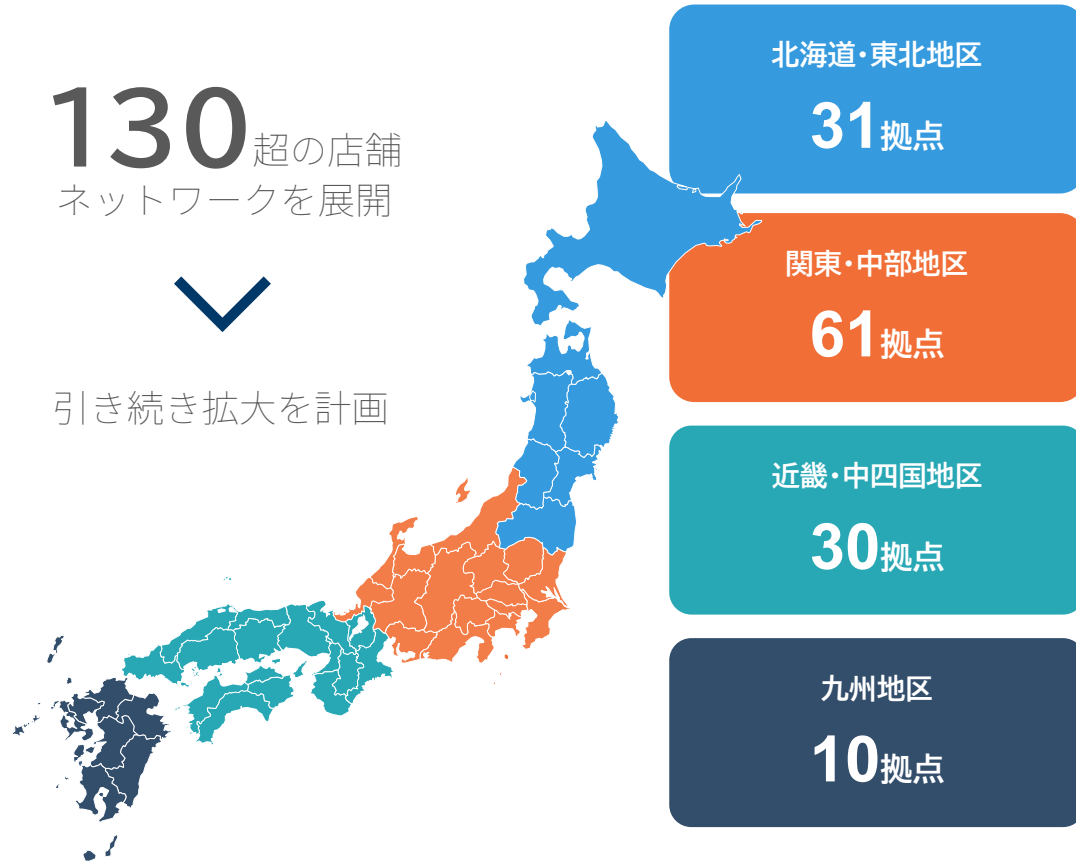 130超の店舗
ネットワークを展開
引き続き拡大を計画
北海道・東北地区
31拠点
関東・中部地区
61拠点
近畿・中四国地区
30拠点
九州地区
10拠点